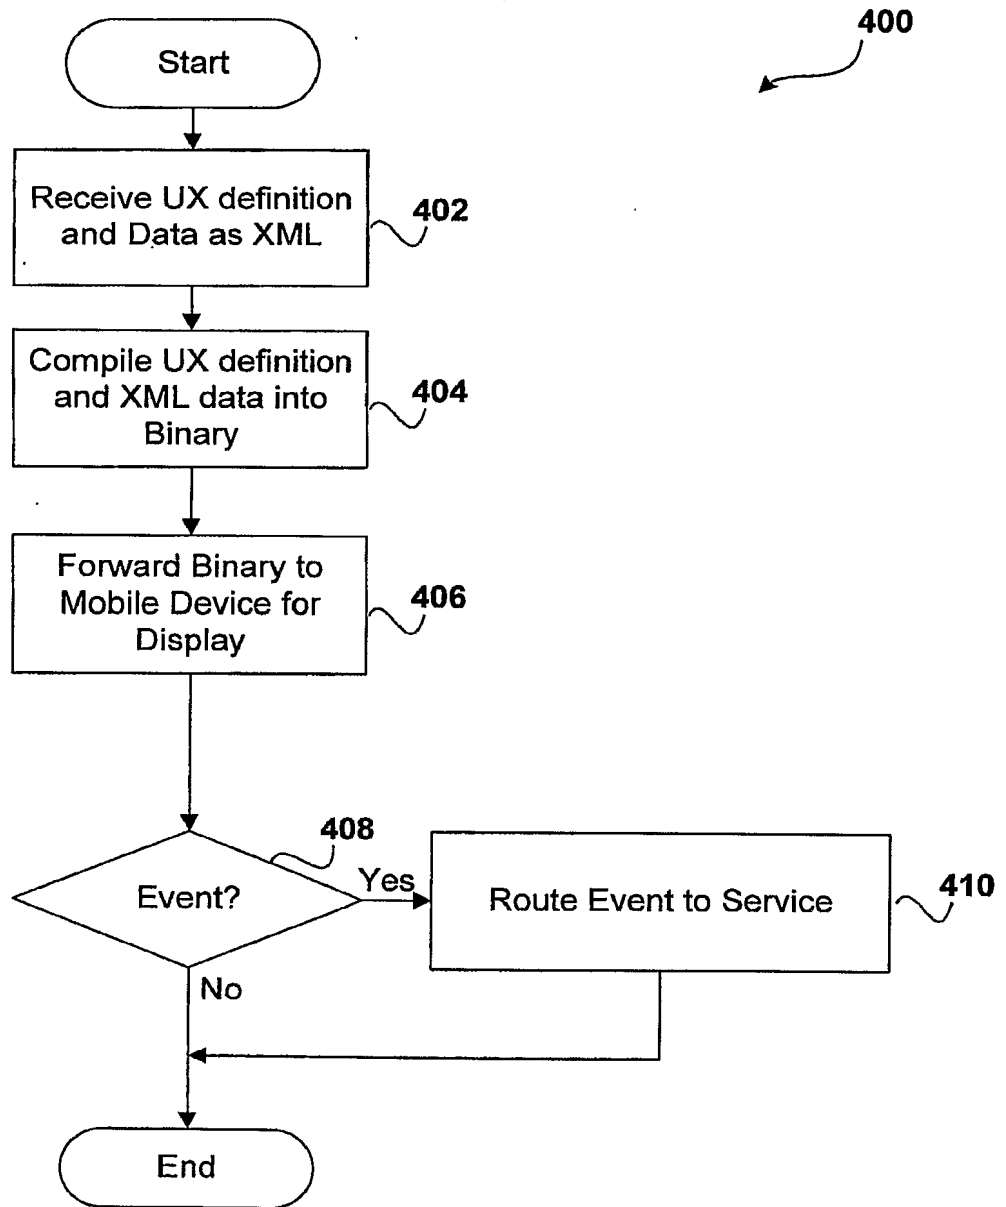 400
Start
Receive UX definition
and Data as XML
402
Compile UX definition
and XML data into
Binary
404
Forward Binary to
Mobile Device for
Display
406
408
Event?
Yes
Route Event to Service
410
No
End